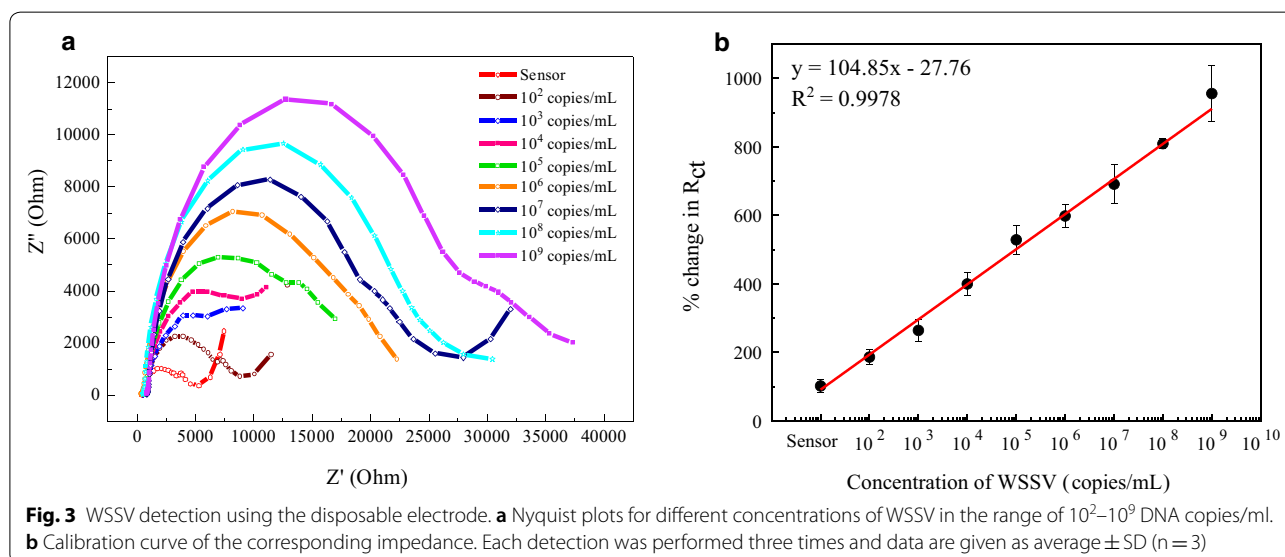 a
Z" (Ohm)
12000
10000
8000
6000
4000
2000
0
Sensor
10² copies/mL
10³ copies/mL
10⁴ copies/mL
10⁵ copies/mL
10⁶ copies/mL
10⁷ copies/mL
10⁸ copies/mL
10⁹ copies/mL
0 5000 10000 15000 20000 25000 30000 35000 40000
Z' (Ohm)
b
% change in Rct
y = 104.85x - 27.76
R² = 0.9978
1000
800
600
400
200
0
Sensor 10² 10³ 10⁴ 10⁵ 10⁶ 10⁷ 10⁸ 10⁹ 10¹⁰
Concentration of WSSV (copies/mL)
Fig. 3 WSSV detection using the disposable electrode. a Nyquist plots for different concentrations of WSSV in the range of 10²–10⁹ DNA copies/ml.
b Calibration curve of the corresponding impedance. Each detection was performed three times and data are given as average ± SD (n = 3)